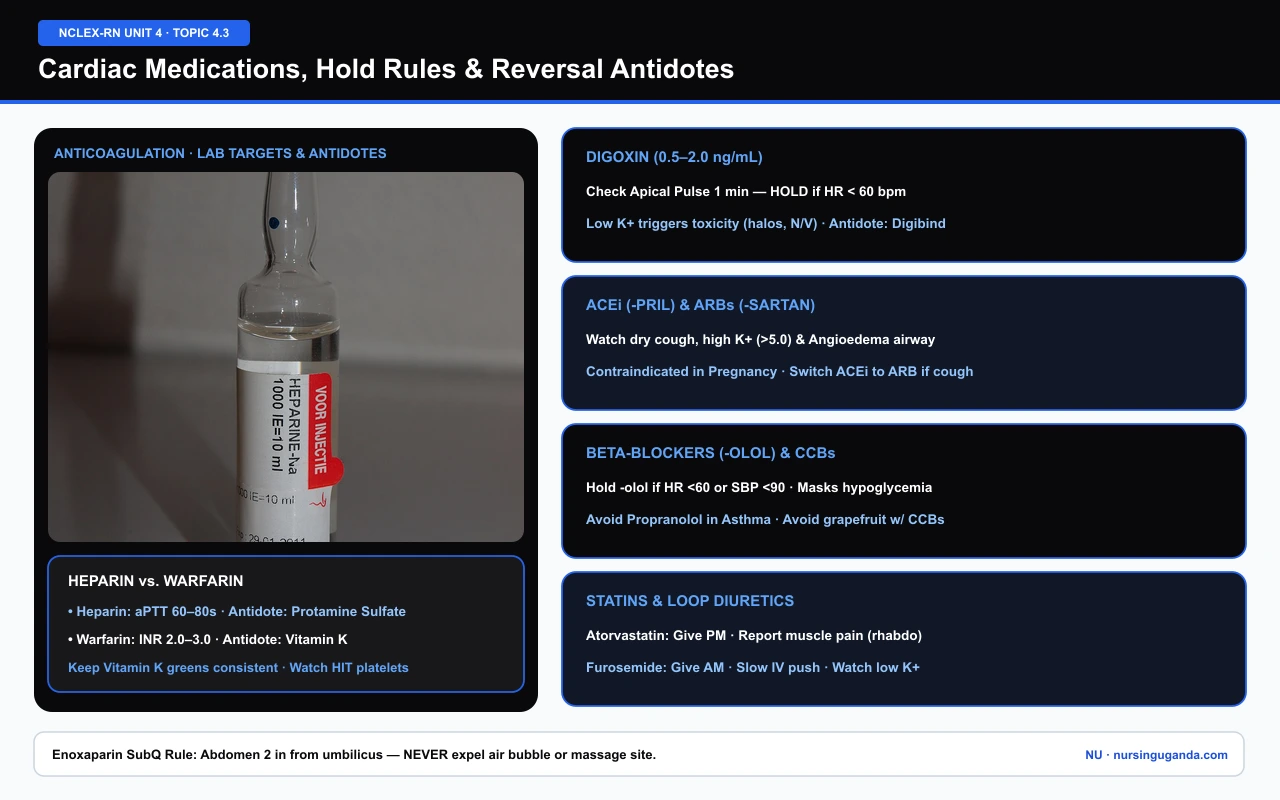 NCLEX-RN UNIT 4 · TOPIC 4.3
Cardiac Medications, Hold Rules & Reversal Antidotes
ANTICOAGULATION · LAB TARGETS & ANTIDOTES
VOOR INJECTIE
HEPARINE-Na
1000 IE=10 ml
IE=10 ml
29-01-2011
HEPARIN vs. WARFARIN
• Heparin: aPTT 60–80s · Antidote: Protamine Sulfate
• Warfarin: INR 2.0–3.0 · Antidote: Vitamin K
Keep Vitamin K greens consistent · Watch HIT platelets
DIGOXIN (0.5–2.0 ng/mL)
Check Apical Pulse 1 min — HOLD if HR < 60 bpm
Low K+ triggers toxicity (halos, N/V) · Antidote: Digibind
ACEi (-PRIL) & ARBs (-SARTAN)
Watch dry cough, high K+ (>5.0) & Angioedema airway
Contraindicated in Pregnancy · Switch ACEi to ARB if cough
BETA-BLOCKERS (-OLOL) & CCBs
Hold -olol if HR <60 or SBP <90 · Masks hypoglycemia
Avoid Propranolol in Asthma · Avoid grapefruit w/ CCBs
STATINS & LOOP DIURETICS
Atorvastatin: Give PM · Report muscle pain (rhabdo)
Furosemide: Give AM · Slow IV push · Watch low K+
Enoxaparin SubQ Rule: Abdomen 2 in from umbilicus — NEVER expel air bubble or massage site.
NU · nursinguganda.com